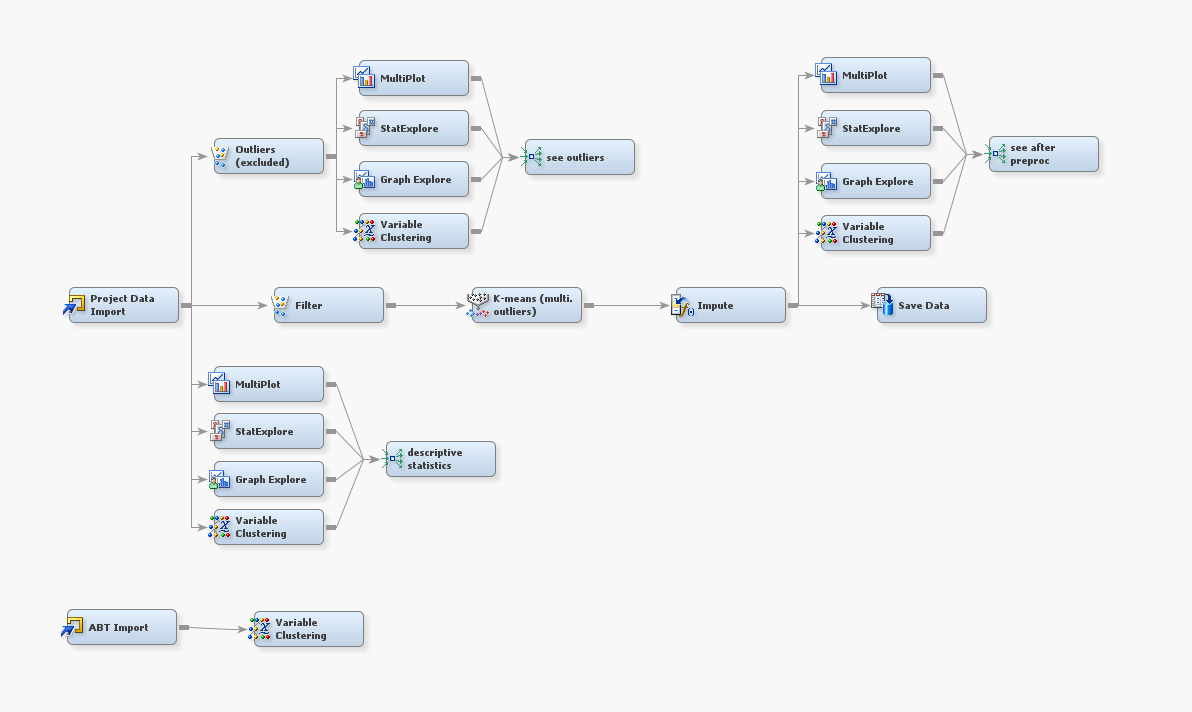 MultiPlot
StatExplore
Outliers
(excluded)
see outliers
Graph Explore
Variable
Clustering
MultiPlot
StatExplore
see after
preproc
Graph Explore
Variable
Clustering
Project Data
Import
Filter
K-means (multi.
outliers)
Impute
Save Data
MultiPlot
StatExplore
Graph Explore
Variable
Clustering
descriptive
statistics
ABT Import
Variable
Clustering